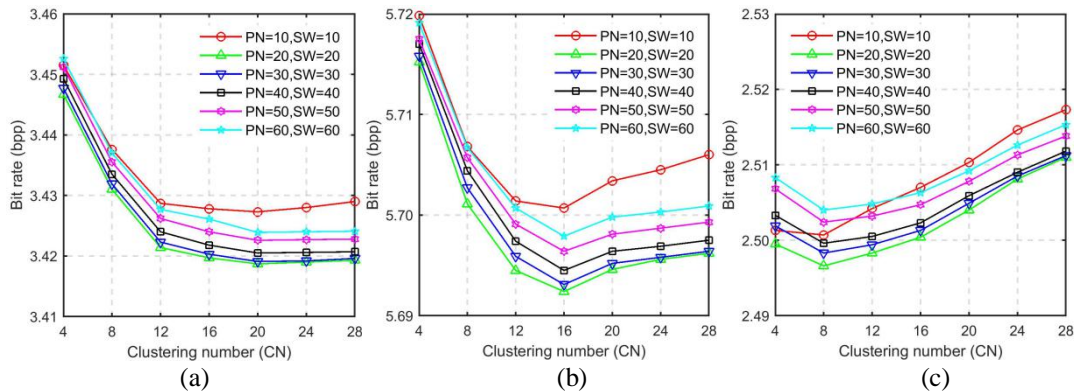 3.46
3.45
3.44
3.43
3.42
3.41
Bit rate (bpp)
PN=10,SW=10
PN=20,SW=20
PN=30,SW=30
PN=40,SW=40
PN=50,SW=50
PN=60,SW=60
4 8 12 16 20 24 28
Clustering number (CN)
(a)
5.72
5.71
5.70
5.69
Bit rate (bpp)
PN=10,SW=10
PN=20,SW=20
PN=30,SW=30
PN=40,SW=40
PN=50,SW=50
PN=60,SW=60
4 8 12 16 20 24 28
Clustering number (CN)
(b)
2.53
2.52
2.51
2.50
2.49
Bit rate (bpp)
PN=10,SW=10
PN=20,SW=20
PN=30,SW=30
PN=40,SW=40
PN=50,SW=50
PN=60,SW=60
4 8 12 16 20 24 28
Clustering number (CN)
(c)